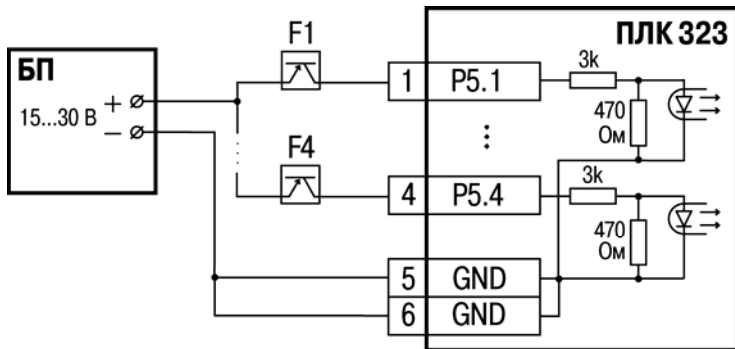 БП
15...30 В
+
−
F1
F4
ПЛК 323
1 P5.1
3k
470
Ом
⋮
4 P5.4
3k
470
Ом
5 GND
6 GND